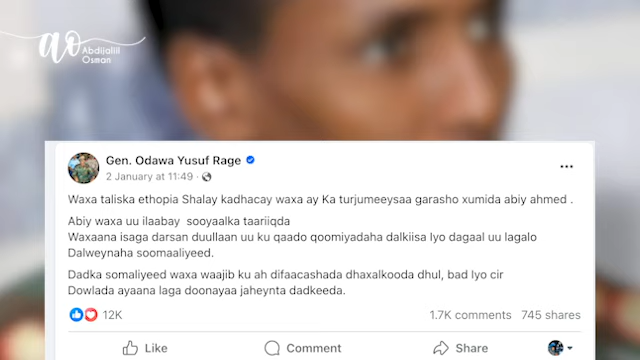 ao
Abdijaliil
Osman
Gen. Odawa Yusuf Rage
2 January at 11:49 ·
Waxa taliska ethopia Shalay kadhacay waxa ay Ka turjumeeysaa garasho xumida abiy ahmed .
Abiy waxa uu ilaabay sooyaalka taariiqda
Waxaana isaga darsan duullaan uu ku qaado qoomiyadaha dalkiisa Iyo dagaal uu lagalo
Dalweynaha soomaaliyeed.
Dadka somaliyeed waxa waajib ku ah difaacashada dhaxalkooda dhul, bad Iyo cir
Dowlada ayaana laga doonayaa jaheynta dadkeeda.
12K 1.7K comments 745 shares
Like Comment Share